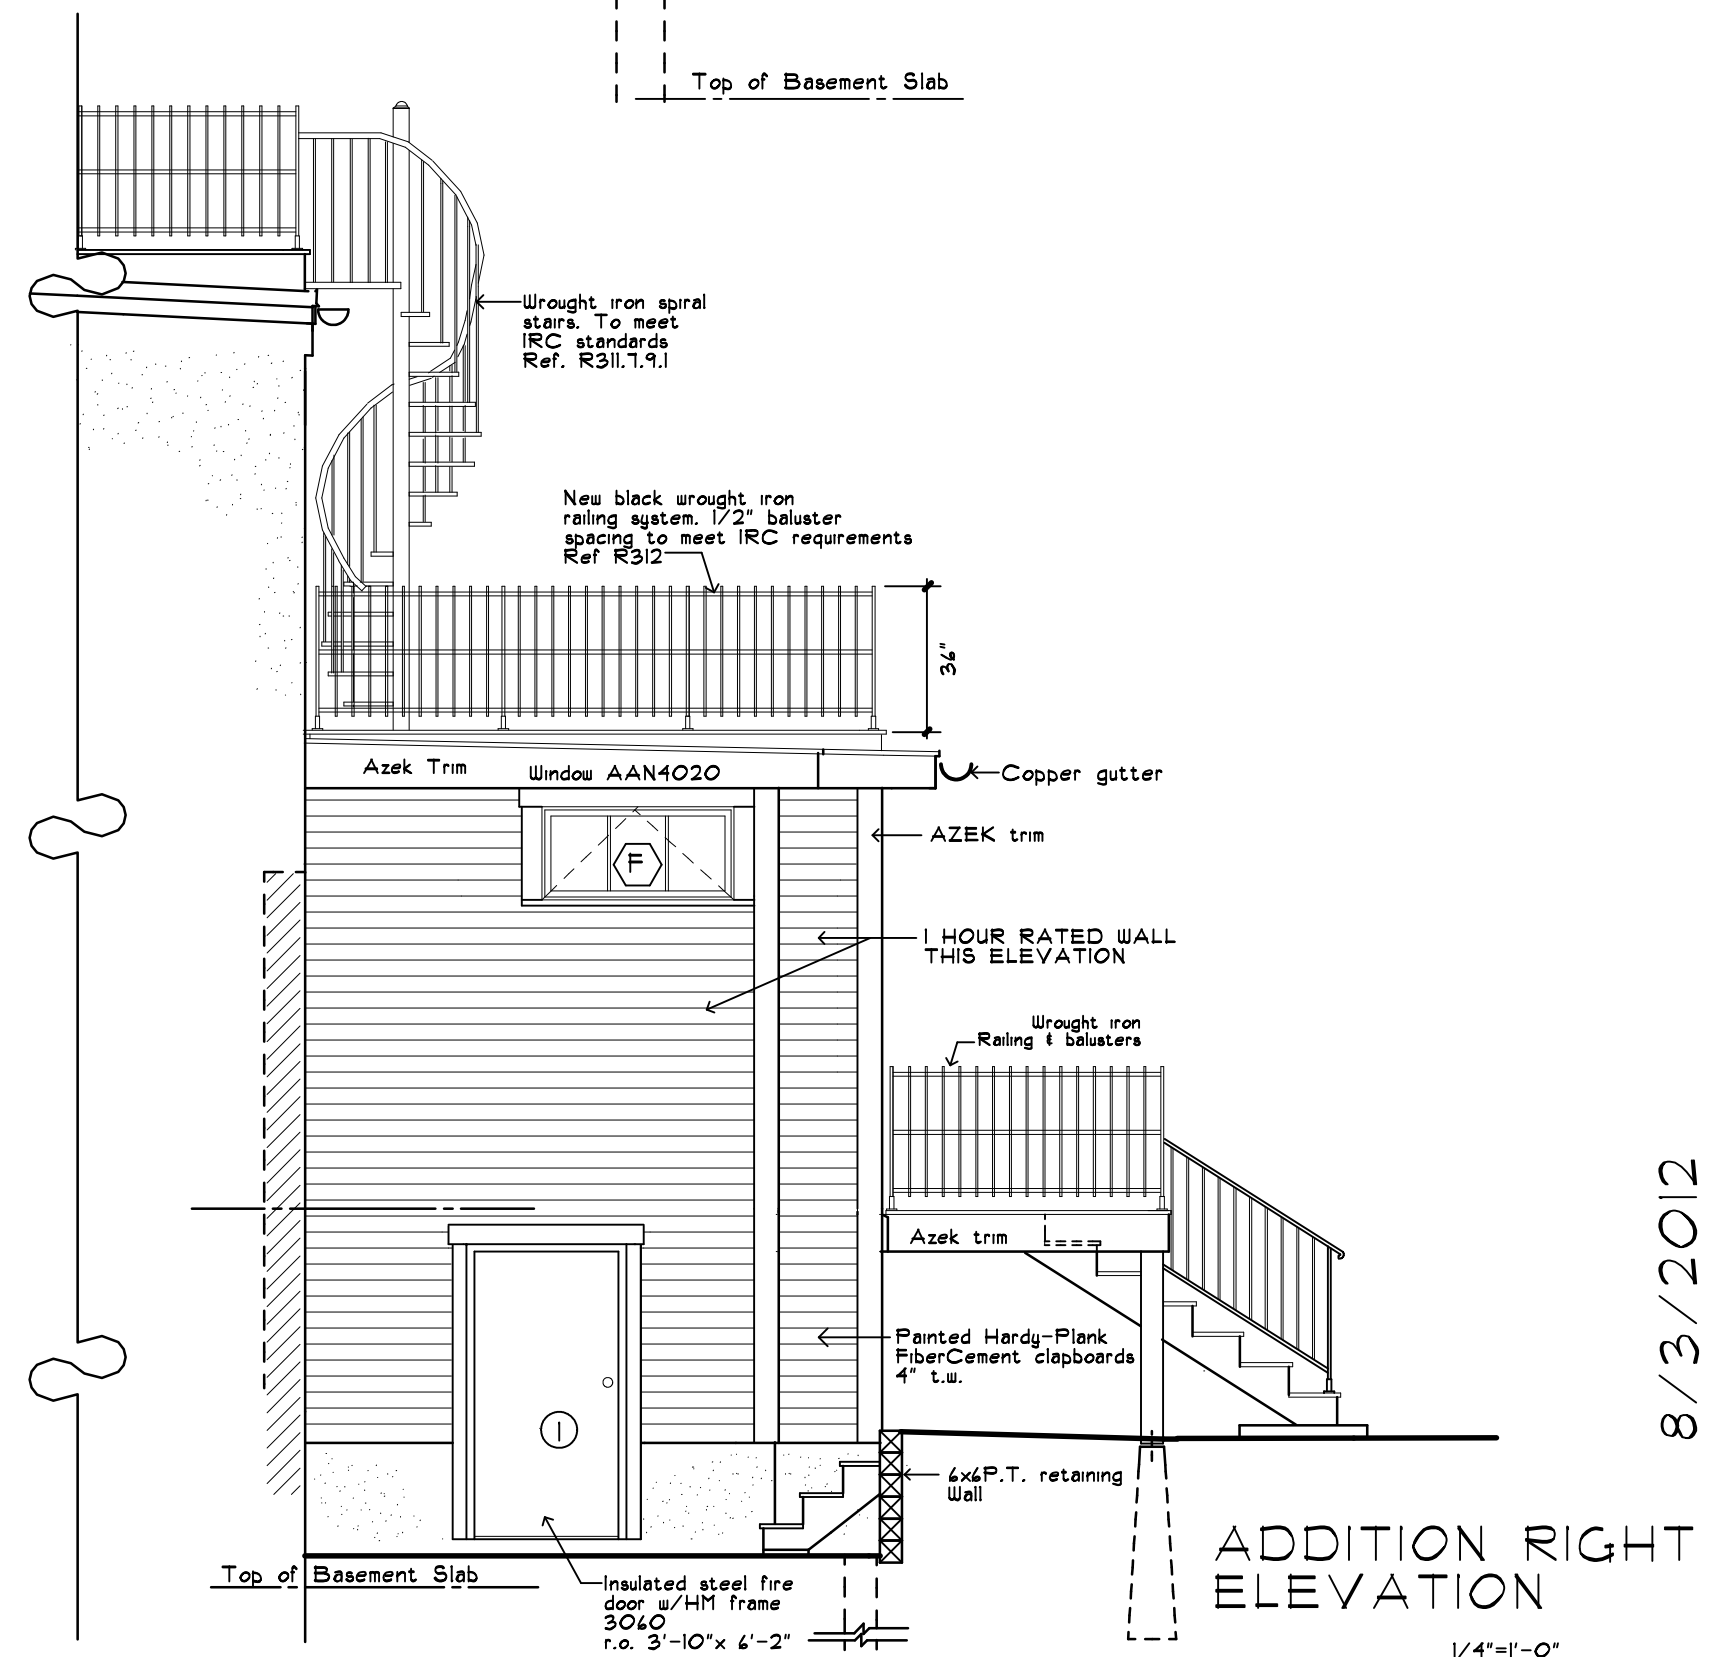 Top of Basement Slab
Wrought iron spiral
stairs. To meet
IRC standards
Ref. R311.7.9.1
New black wrought iron
railing system. 1/2" baluster
spacing to meet IRC requirements
Ref R312
36"
Azek Trim
Window AAN4020
Copper gutter
AZEK trim
F
1 HOUR RATED WALL
THIS ELEVATION
Wrought iron
Railing & balusters
Azek trim
8/3/2012
Painted Hardy-Plank
FiberCement clapboards
4" t.w.
1
6x6P.T. retaining
Wall
Top of Basement Slab
Insulated steel fire
door w/HM frame
3060
r.o. 3'-10"x 6'-2"
ADDITION RIGHT
ELEVATION
1/4"=1'-0"